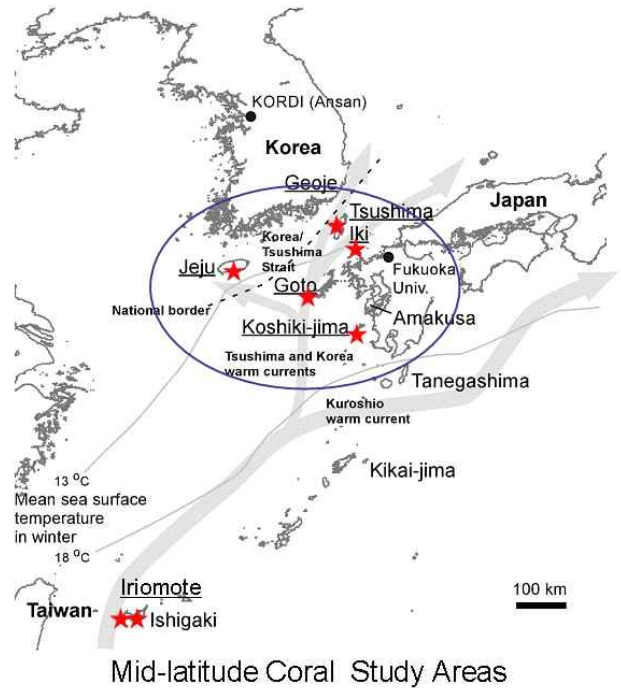 KORDI (Ansan)
Korea
Geoje
Japan
Tsushima
Iki
Korea/
Tsushima
Strait
Jeju
Fukuoka
Univ.
Goto
National border
Amakusa
Koshiki-jima
Tsushima and Korea
warm currents
Tanegashima
Kuroshio
warm current
Kikai-jima
13 °C
Mean sea surface
temperature
in winter
18 °C
Iriomote
100 km
Taiwan
Ishigaki
Mid-latitude Coral Study Areas